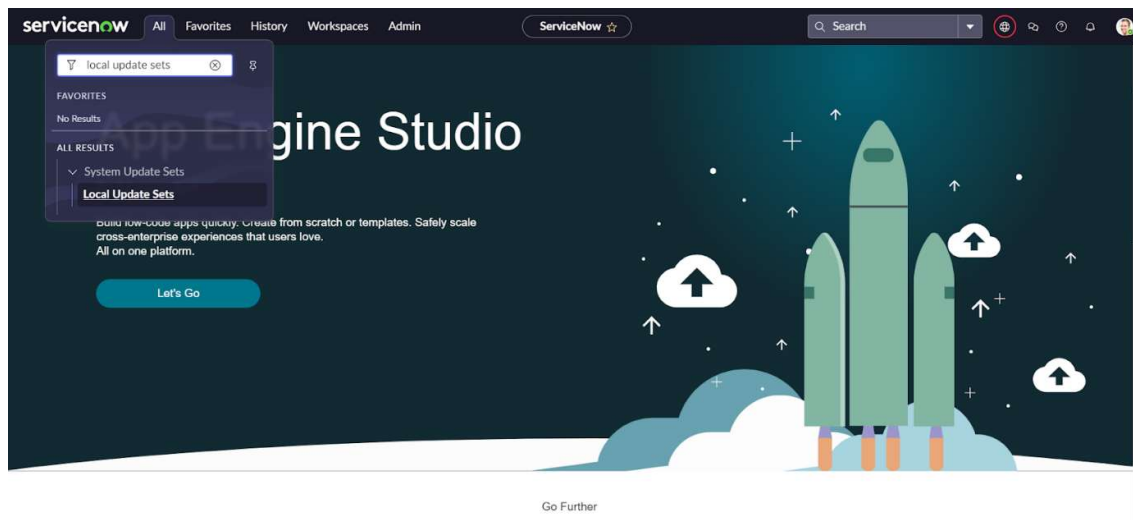 servicenow All Favorites History Workspaces Admin ServiceNow Search
local update sets
FAVORITES
No Results
App Engine Studio
ALL RESULTS
System Update Sets
Local Update Sets
Build low-code apps quickly. Create from scratch or templates. Safely scale
cross-enterprise experiences that users love.
All on one platform.
Let's Go
Go Further